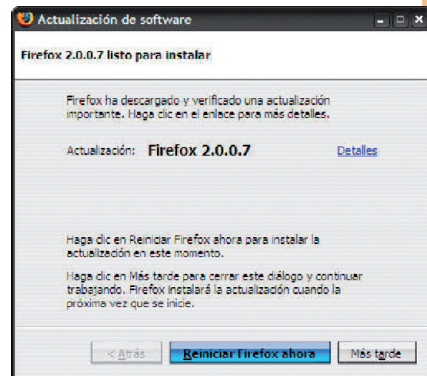 Actualización de software
Firefox 2.0.0.7 listo para instalar
Firefox ha descargado y verificado una actualización
importante. Haga clic en el enlace para más detalles.
Actualización: Firefox 2.0.0.7 Detalles
Haga clic en Reiniciar Firefox ahora para instalar la
actualización en este momento.
Haga clic en Más tarde para cerrar este diálogo y continuar
trabajando. Firefox instalará la actualización cuando la
próxima vez que se inicie.
< Atrás Reiniciar Firefox ahora Más tarde